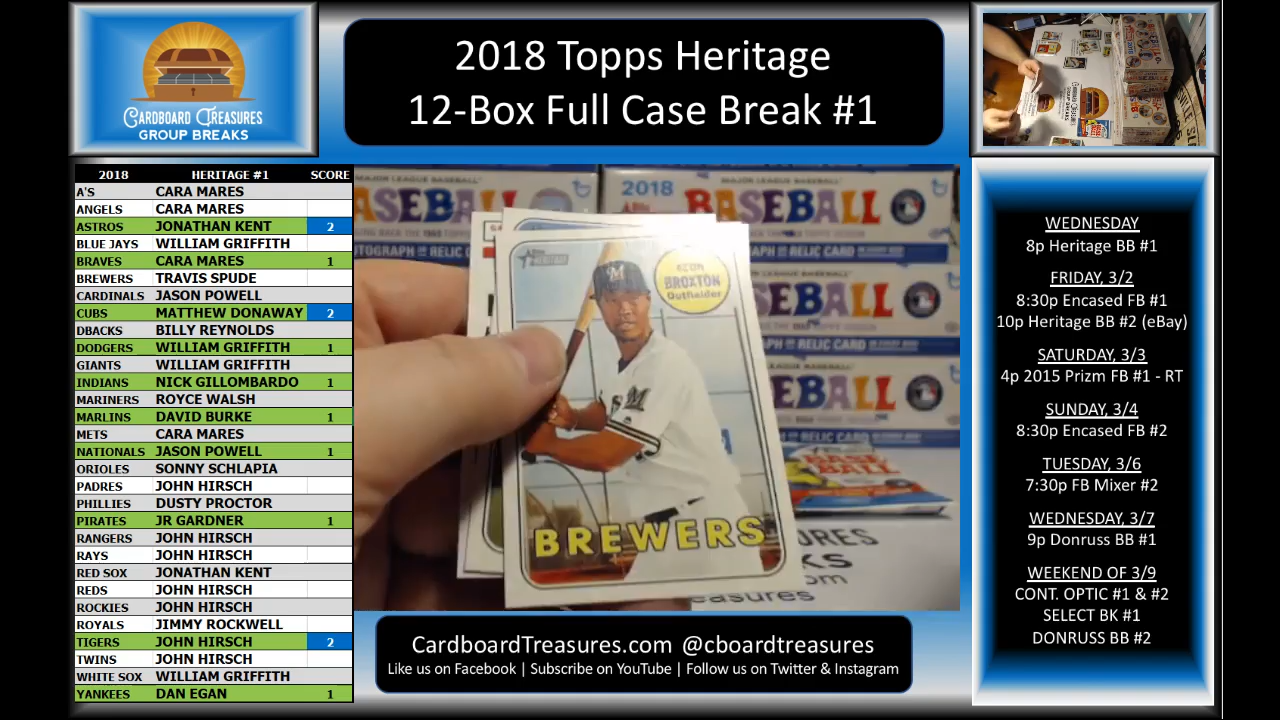 CARDBOARD TREASURES
GROUP BREAKS
2018 Topps Heritage
12-Box Full Case Break #1
2018 HERITAGE #1 SCORE
A'S CARA MARES
ANGELS CARA MARES
ASTROS JONATHAN KENT 2
BLUE JAYS WILLIAM GRIFFITH
BRAVES CARA MARES 1
BREWERS TRAVIS SPUDE
CARDINALS JASON POWELL
CUBS MATTHEW DONAWAY 2
DBACKS BILLY REYNOLDS
DODGERS WILLIAM GRIFFITH 1
GIANTS WILLIAM GRIFFITH
INDIANS NICK GILLOMBARDO 1
MARINERS ROYCE WALSH
MARLINS DAVID BURKE 1
METS CARA MARES
NATIONALS JASON POWELL 1
ORIOLES SONNY SCHLAPIA
PADRES JOHN HIRSCH
PHILLIES DUSTY PROCTOR
PIRATES JR GARDNER 1
RANGERS JOHN HIRSCH
RAYS JOHN HIRSCH
RED SOX JONATHAN KENT
REDS JOHN HIRSCH
ROCKIES JOHN HIRSCH
ROYALS JIMMY ROCKWELL
TIGERS JOHN HIRSCH 2
TWINS JOHN HIRSCH
WHITE SOX WILLIAM GRIFFITH
YANKEES DAN EGAN 1
MAJOR LEAGUE BASEBALL
2018
BASEBALL
AUTOGRAPH OR RELIC CARD
HERITAGE
KEON
BROXTON
Outfielder
BREWERS
BASEBALL
WEDNESDAY
8p Heritage BB #1
FRIDAY, 3/2
8:30p Encased FB #1
10p Heritage BB #2 (eBay)
SATURDAY, 3/3
4p 2015 Prizm FB #1 - RT
SUNDAY, 3/4
8:30p Encased FB #2
TUESDAY, 3/6
7:30p FB Mixer #2
WEDNESDAY, 3/7
9p Donruss BB #1
WEEKEND OF 3/9
CONT. OPTIC #1 & #2
SELECT BK #1
DONRUSS BB #2
CardboardTreasures.com @cboardtreasures
Like us on Facebook | Subscribe on YouTube | Follow us on Twitter & Instagram